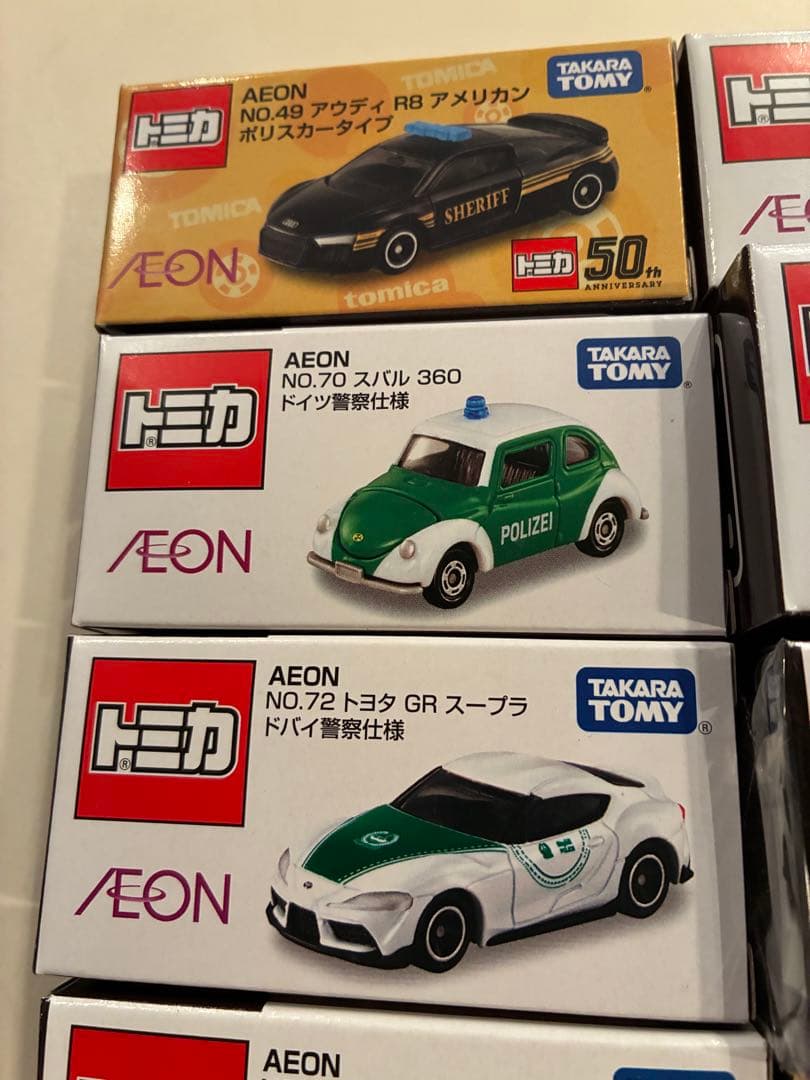 AEON
NO.49 アウディ R8 アメリカン
ポリスカータイプ
トミカ
TAKARA
TOMY
TOMICA
TOMICA
SHERIFF
ÆON
tomica
トミカ
50th
ANNIVERSARY
AEON
NO.70 スバル 360
ドイツ警察仕様
トミカ
®
TAKARA
TOMY
®
POLIZEI
ÆON
AEON
NO.72 トヨタ GR スープラ
ドバイ警察仕様
トミカ
®
TAKARA
TOMY
®
ÆON
AEON